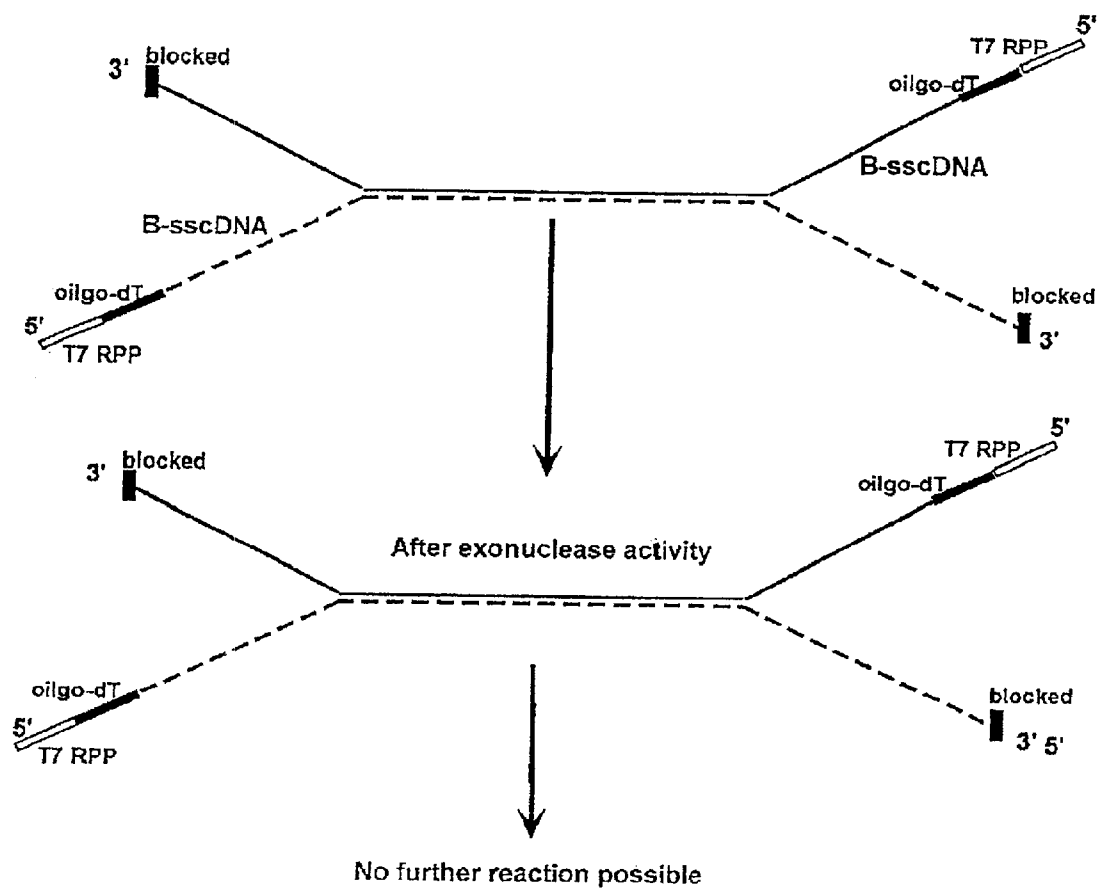 5'
T7 RPP
blocked
3'
oilgo-dT
B-sscDNA
B-sscDNA
oilgo-dT
blocked
5'
3'
T7 RPP
5'
T7 RPP
blocked
3'
oilgo-dT
After exonuclease activity
oilgo-dT
blocked
5'
3' 5'
T7 RPP
No further reaction possible